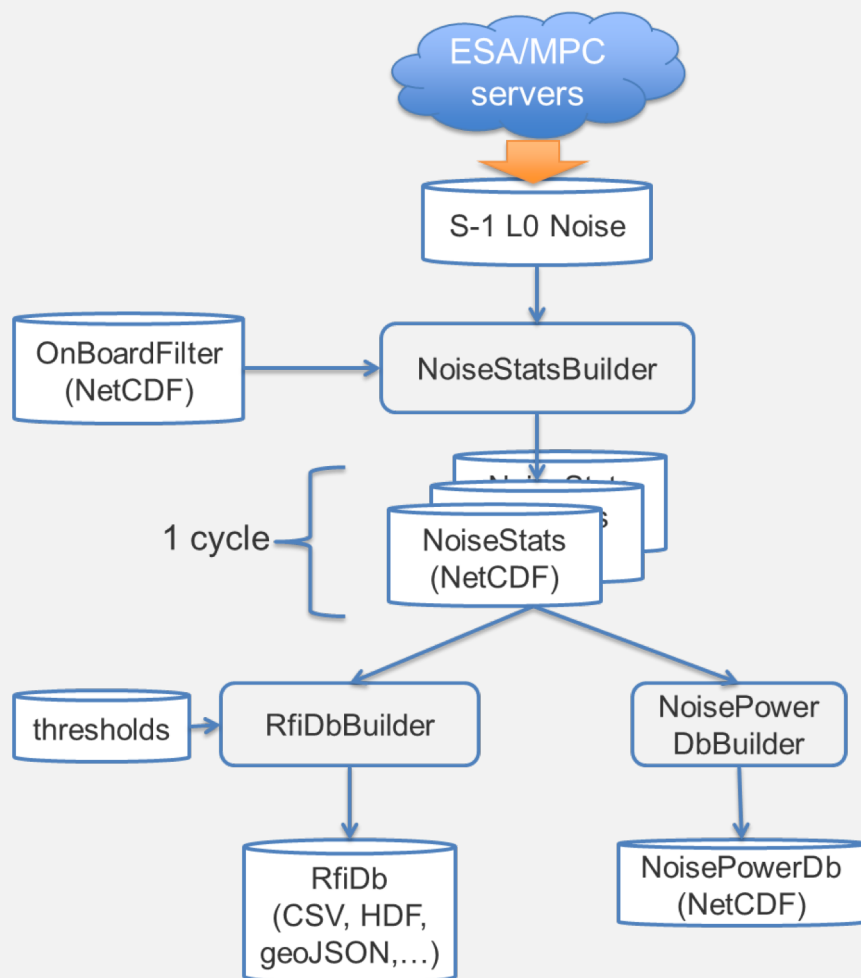 ESA/MPC
servers
S-1 L0 Noise
OnBoardFilter
(NetCDF)
NoiseStatsBuilder
1 cycle
NoiseStats
(NetCDF)
thresholds
RfiDbBuilder
NoisePower
DbBuilder
RfiDb
(CSV, HDF,
geoJSON,…)
NoisePowerDb
(NetCDF)